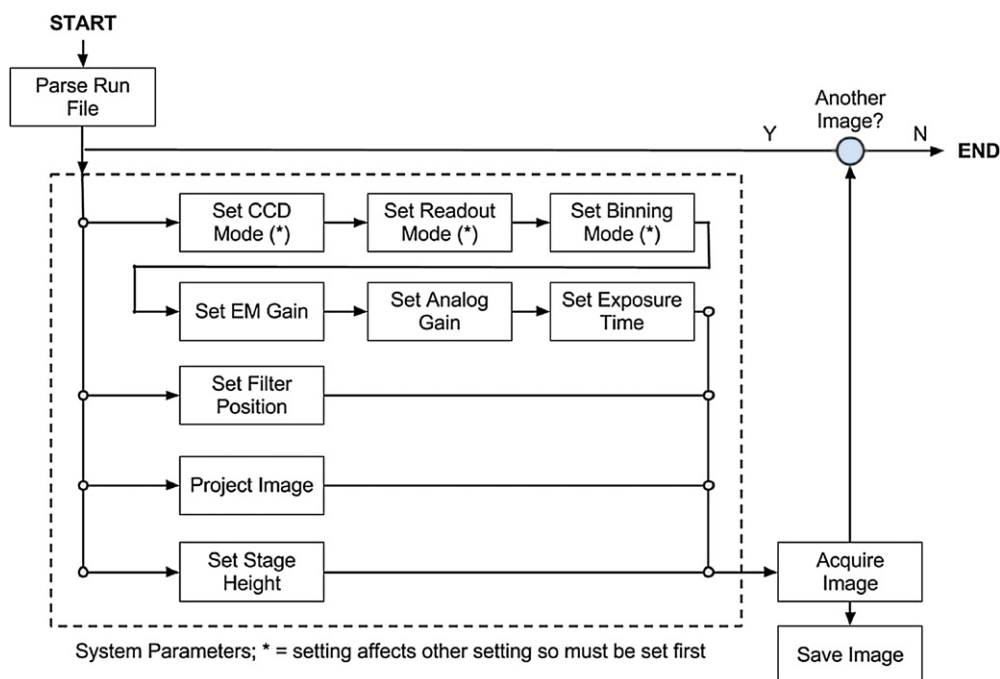 START
Parse Run
File
Another
Image?
Y
N
END
Set CCD
Mode (*)
Set Readout
Mode (*)
Set Binning
Mode (*)
Set EM Gain
Set Analog
Gain
Set Exposure
Time
Set Filter
Position
Project Image
Set Stage
Height
Acquire
Image
Save Image
System Parameters; * = setting affects other setting so must be set first